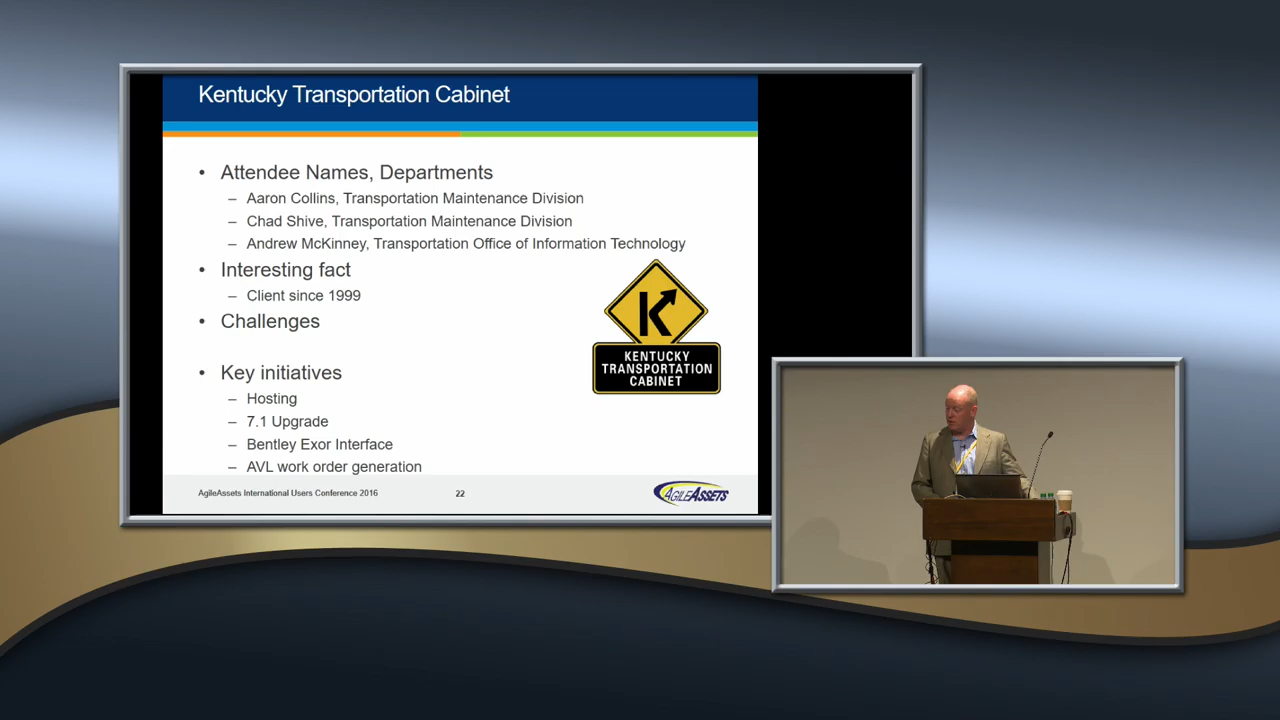 Kentucky Transportation Cabinet
• Attendee Names, Departments
– Aaron Collins, Transportation Maintenance Division
– Chad Shive, Transportation Maintenance Division
– Andrew McKinney, Transportation Office of Information Technology
• Interesting fact
– Client since 1999
• Challenges
• Key initiatives
– Hosting
– 7.1 Upgrade
– Bentley Exor Interface
– AVL work order generation
K
KENTUCKY
TRANSPORTATION
CABINET
AgileAssets International Users Conference 2016
22
AGILEASSETS